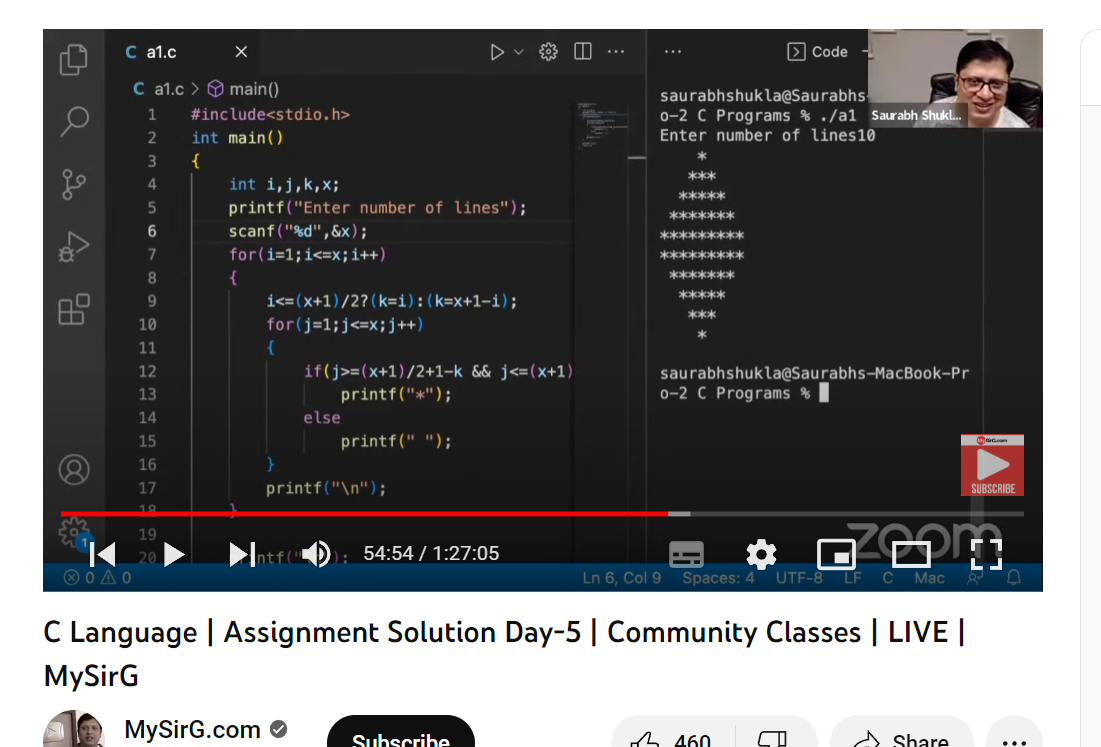 C a1.c ×
··· Code
C a1.c > main()
1 #include<stdio.h>
2 int main()
3 {
4 int i,j,k,x;
5 printf("Enter number of lines");
6 scanf("%d",&x);
7 for(i=1;i<=x;i++)
8 {
9 i<=(x+1)/2?(k=i):(k=x+1-i);
10 for(j=1;j<=x;j++)
11 {
12 if(j>=(x+1)/2+1-k && j<=(x+1)
13 printf("*");
14 else
15 printf(" ");
16 }
17 printf("\n");
18 }
19
20
saurabhshukla@Saurabhs-
o-2 C Programs % ./a1
Enter number of lines10
*
***
*****
*******
*********
*********
*******
*****
***
*
saurabhshukla@Saurabhs-MacBook-Pr
o-2 C Programs %
Saurabh Shukl...
MySirG.com
SUBSCRIBE
zoom
1
54:54 / 1:27:05
0 0
Ln 6, Col 9 Spaces: 4 UTF-8 LF C Mac
C Language | Assignment Solution Day-5 | Community Classes | LIVE |
MySirG
MySirG.com
Subscribe
460
Share